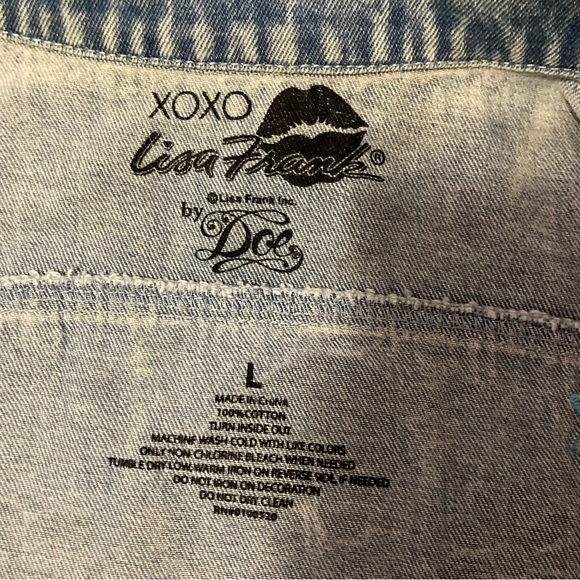 XOXO
Lisa Frank®
©Lisa Frank Inc.
by Doe
L
MADE IN CHINA
100%COTTON
TURN INSIDE OUT
MACHINE WASH COLD WITH LIKE COLORS
ONLY NON-CHLORINE BLEACH WHEN NEEDED
TUMBLE DRY LOW, WARM IRON ON REVERSE SIDE, IF NEEDED
DO NOT IRON ON DECORATION
DO NOT DRY CLEAN